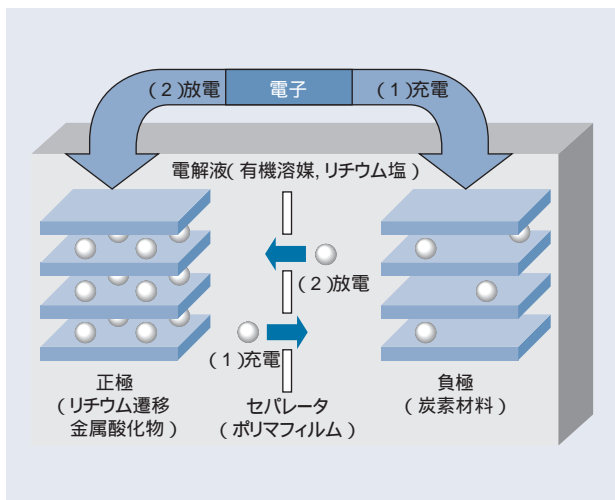 (2)放電
電子
(1)充電
電解液(有機溶媒,リチウム塩)
(2)放電
(1)充電
正極
(リチウム遷移
金属酸化物)
セパレータ
(ポリマフィルム)
負極
(炭素材料)